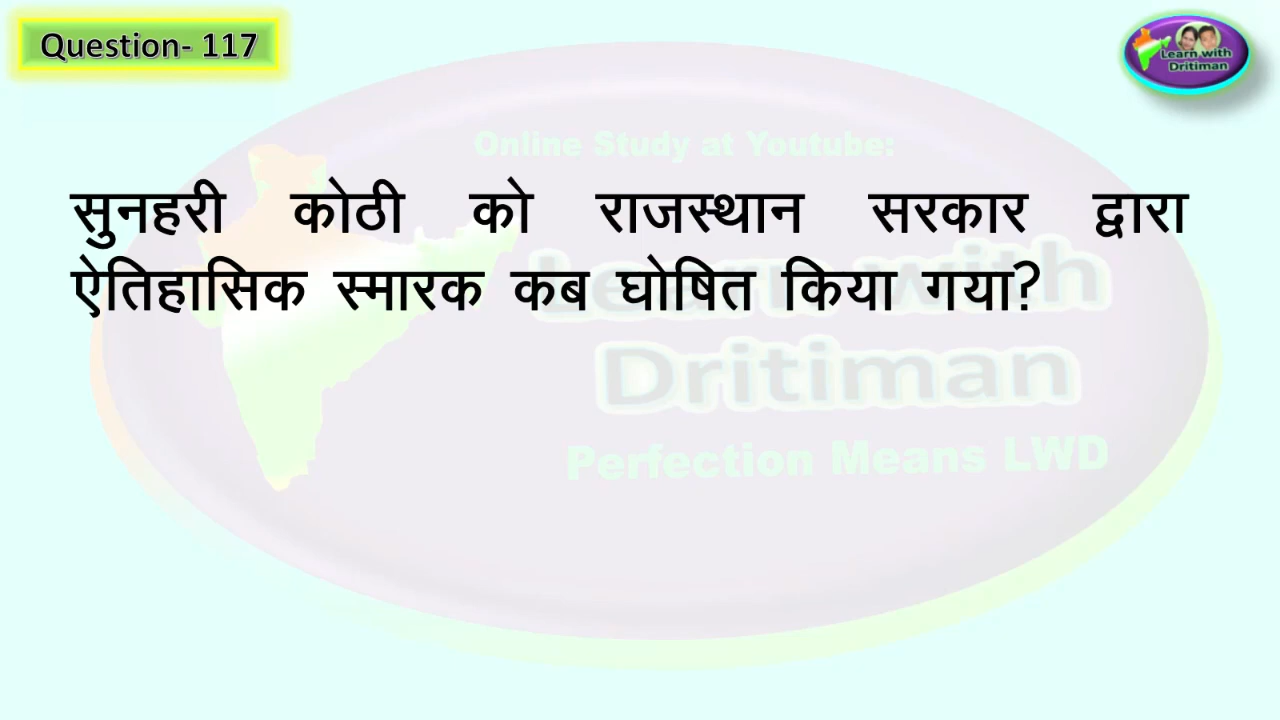 Question- 117
Learn with
Dritiman
Online Study at Youtube:
सुनहरी कोठी को राजस्थान सरकार द्वारा
ऐतिहासिक स्मारक कब घोषित किया गया?
Learn with
Dritiman
Perfection Means LWD